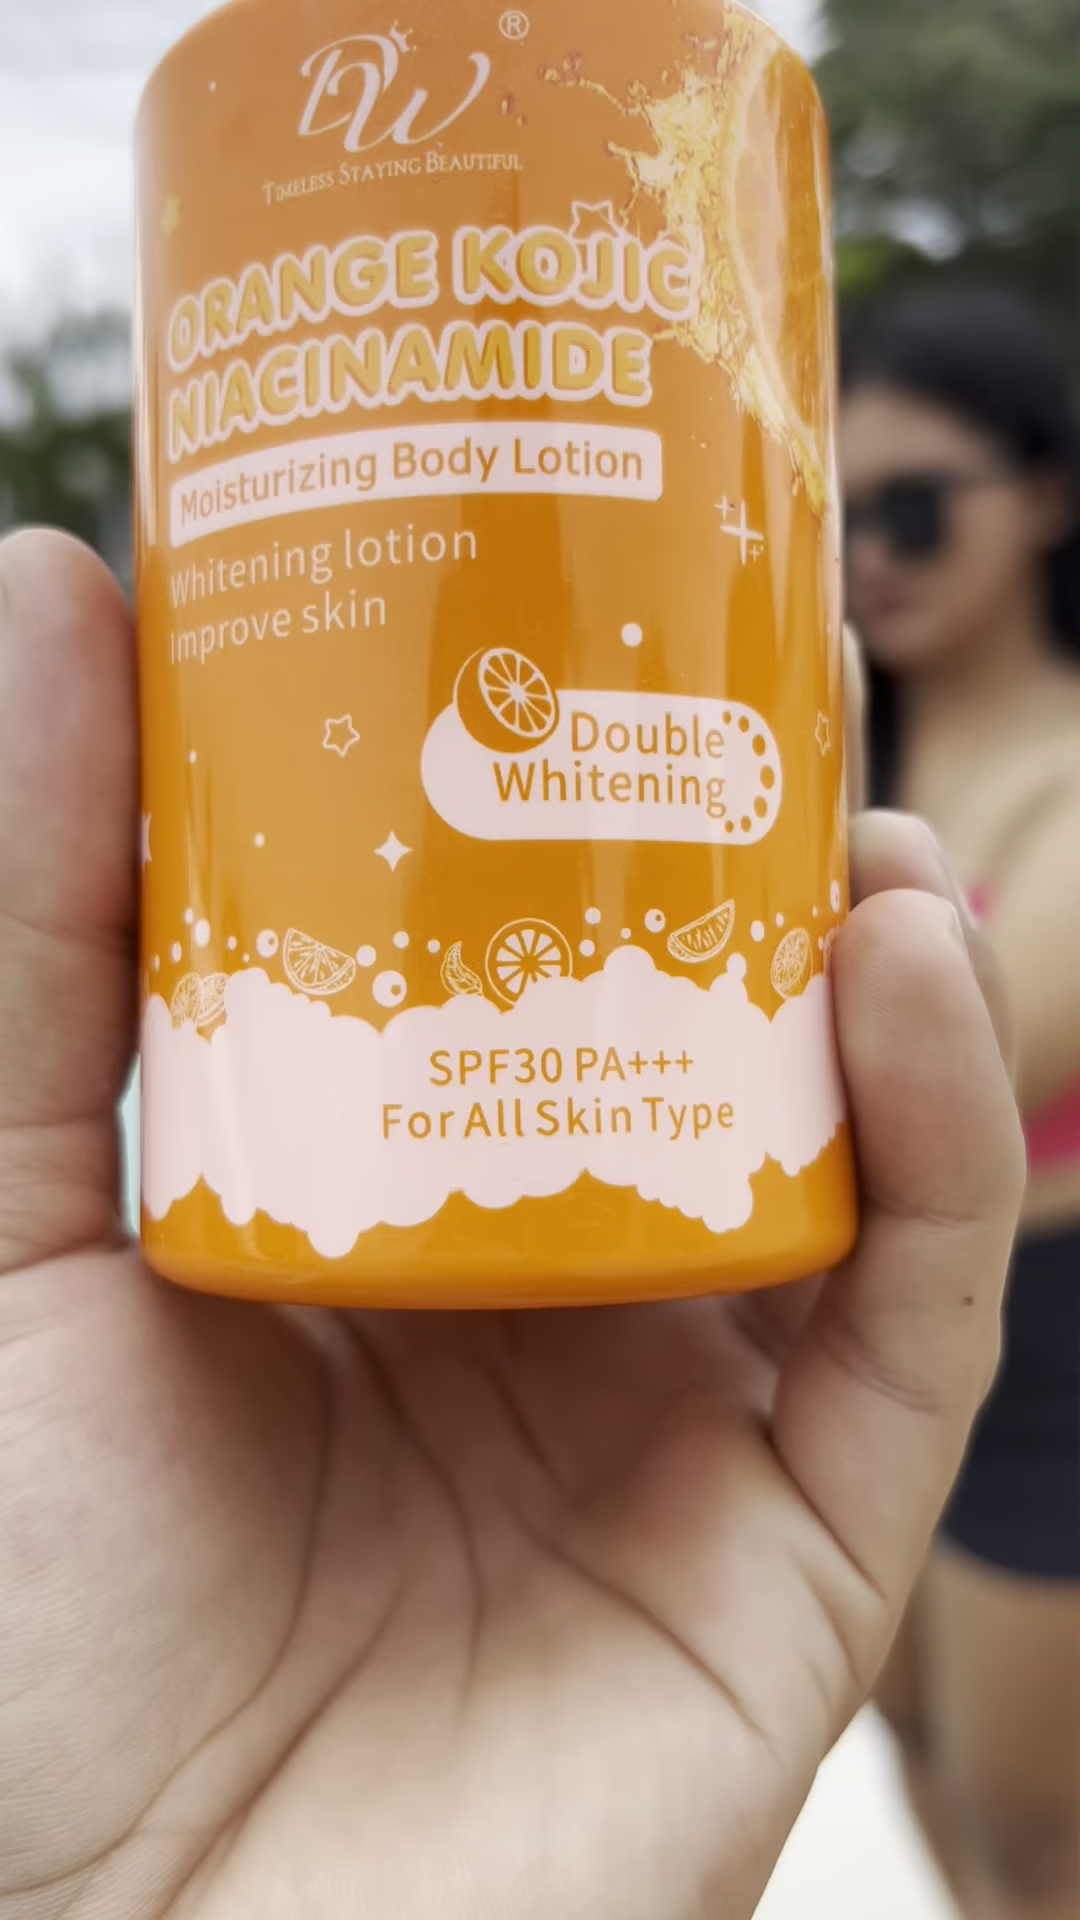 DW®
TIMELESS STAYING BEAUTIFUL
ORANGE KOJIC
NIACINAMIDE
Moisturizing Body Lotion
Whitening lotion
Improve skin
Double
Whitening
SPF30 PA+++
For All Skin Type